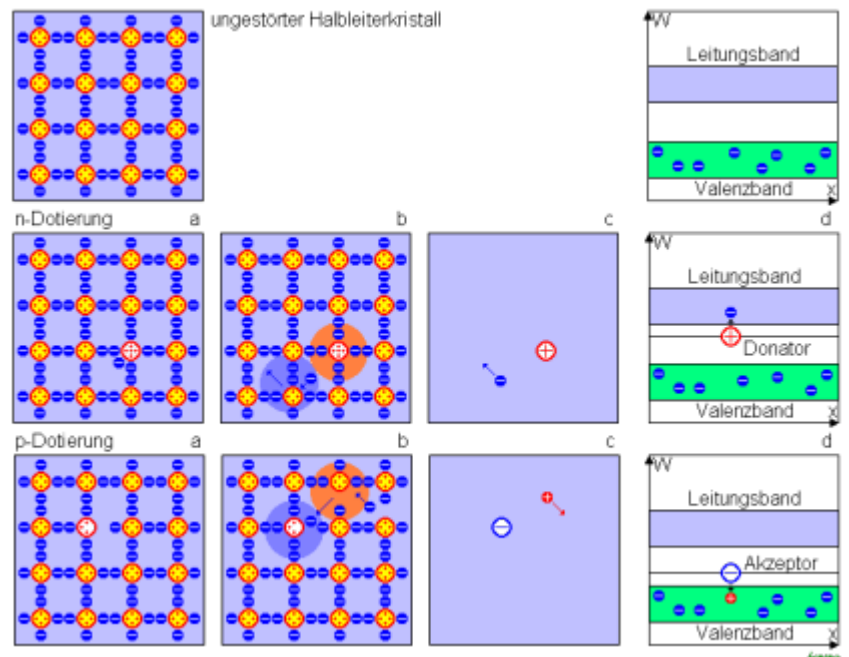 ungestörter Halbleiterkristall
W
Leitungsband
Valenzband x
n-Dotierung a b c d
W
Leitungsband
Donator
Valenzband x
p-Dotierung a b c d
W
Leitungsband
Akzeptor
Valenzband x